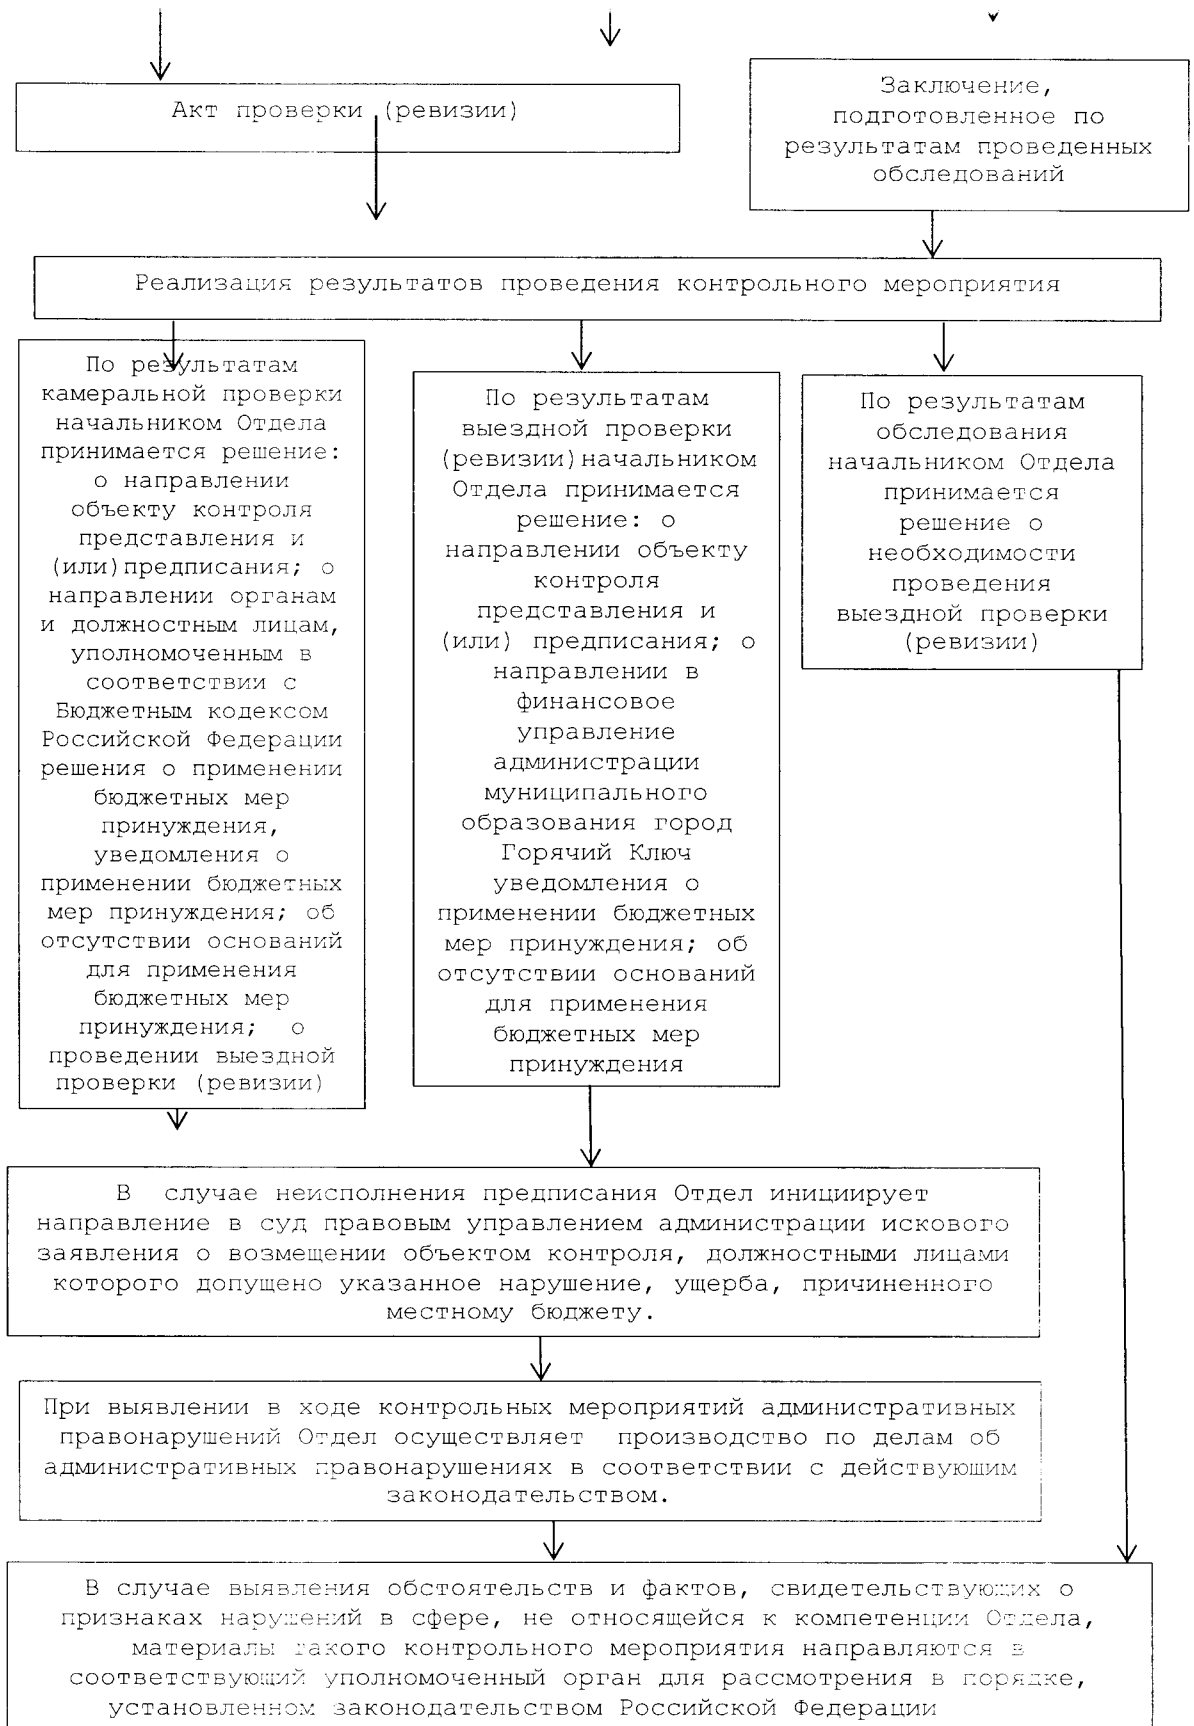 Акт проверки (ревизии)
Заключение,
подготовленное по
результатам проведенных
обследований
Реализация результатов проведения контрольного мероприятия
По результатам
камеральной проверки
начальником Отдела
принимается решение:
о направлении
объекту контроля
представления и
(или)предписания; о
направлении органам
и должностным лицам,
уполномоченным в
соответствии с
Бюджетным кодексом
Российской Федерации
решения о применении
бюджетных мер
принуждения,
уведомления о
применении бюджетных
мер принуждения; об
отсутствии оснований
для применения
бюджетных мер
принуждения; о
проведении выездной
проверки (ревизии)
По результатам
выездной проверки
(ревизии)начальником
Отдела принимается
решение: о
направлении объекту
контроля
представления и
(или) предписания; о
направлении в
финансовое
управление
администрации
муниципального
образования город
Горячий Ключ
уведомления о
применении бюджетных
мер принуждения; об
отсутствии оснований
для применения
бюджетных мер
принуждения
По результатам
обследования
начальником Отдела
принимается
решение о
необходимости
проведения
выездной проверки
(ревизии)
В случае неисполнения предписания Отдел инициирует
направление в суд правовым управлением администрации искового
заявления о возмещении объектом контроля, должностными лицами
которого допущено указанное нарушение, ущерба, причиненного
местному бюджету.
При выявлении в ходе контрольных мероприятий административных
правонарушений Отдел осуществляет производство по делам об
административных правонарушениях в соответствии с действующим
законодательством.
В случае выявления обстоятельств и фактов, свидетельствующих о
признаках нарушений в сфере, не относящейся к компетенции Отдела,
материалы такого контрольного мероприятия направляются в
соответствующий уполномоченный орган для рассмотрения в порядке,
установленном законодательством Российской Федерации